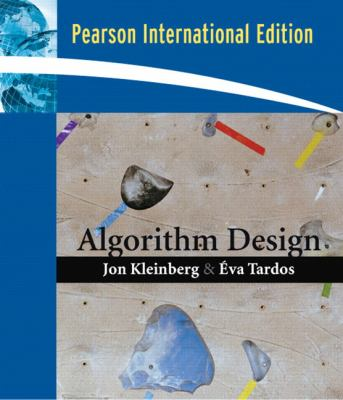 Pearson International Edition
Algorithm Design
Jon Kleinberg & Éva Tardos